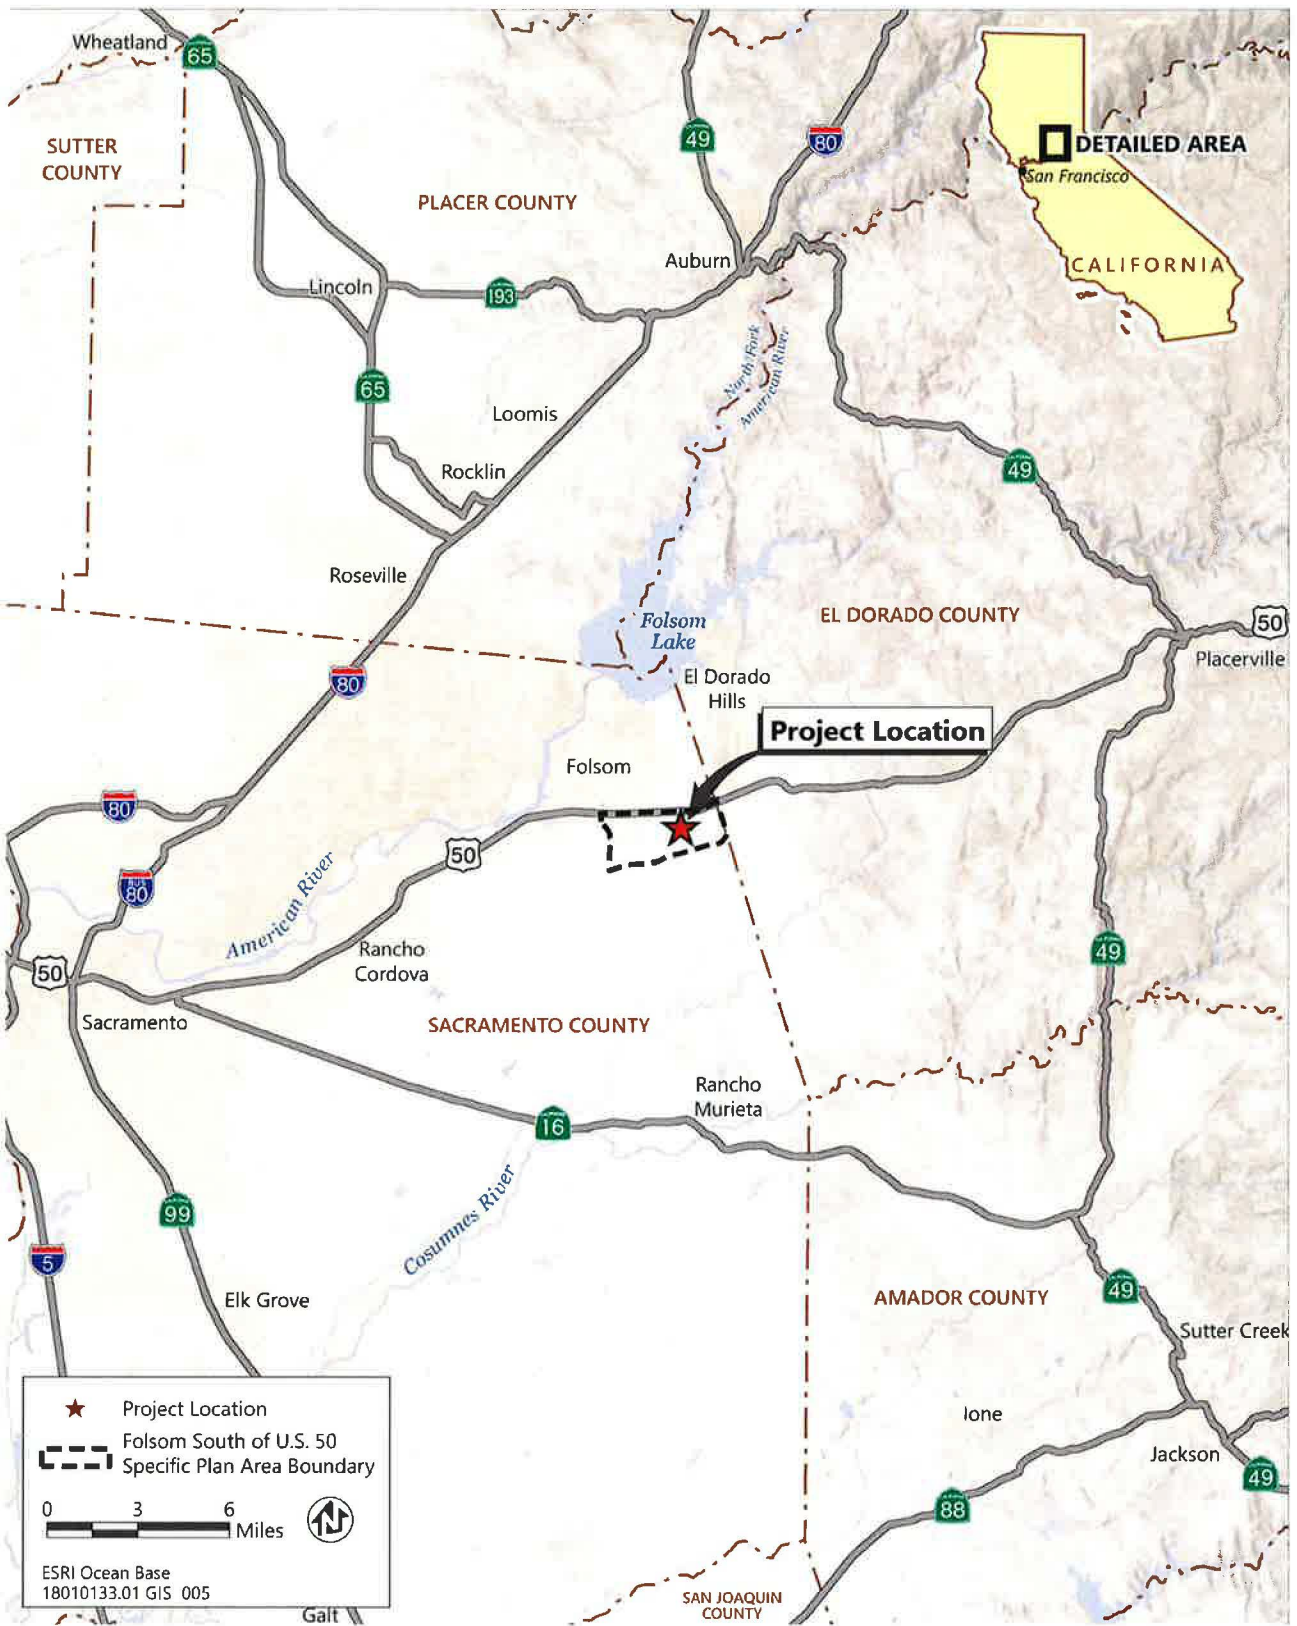 Wheatland
65
SUTTER
COUNTY
49
80
DETAILED AREA
San Francisco
CALIFORNIA
PLACER COUNTY
Auburn
Lincoln
193
65
North Fork
American River
Loomis
49
Rocklin
Roseville
Folsom
Lake
EL DORADO COUNTY
50
Placerville
80
El Dorado
Hills
Project Location
Folsom
80
50
BUS
80
American River
Rancho
Cordova
49
50
Sacramento
SACRAMENTO COUNTY
Rancho
Murieta
16
Cosumnes River
99
5
Elk Grove
AMADOR COUNTY
49
Sutter Creek
Ione
Jackson
49
88
Project Location
Folsom South of U.S. 50
Specific Plan Area Boundary
0 3 6
Miles
N
ESRI Ocean Base
18010133.01 GIS 005
Galt
SAN JOAQUIN
COUNTY